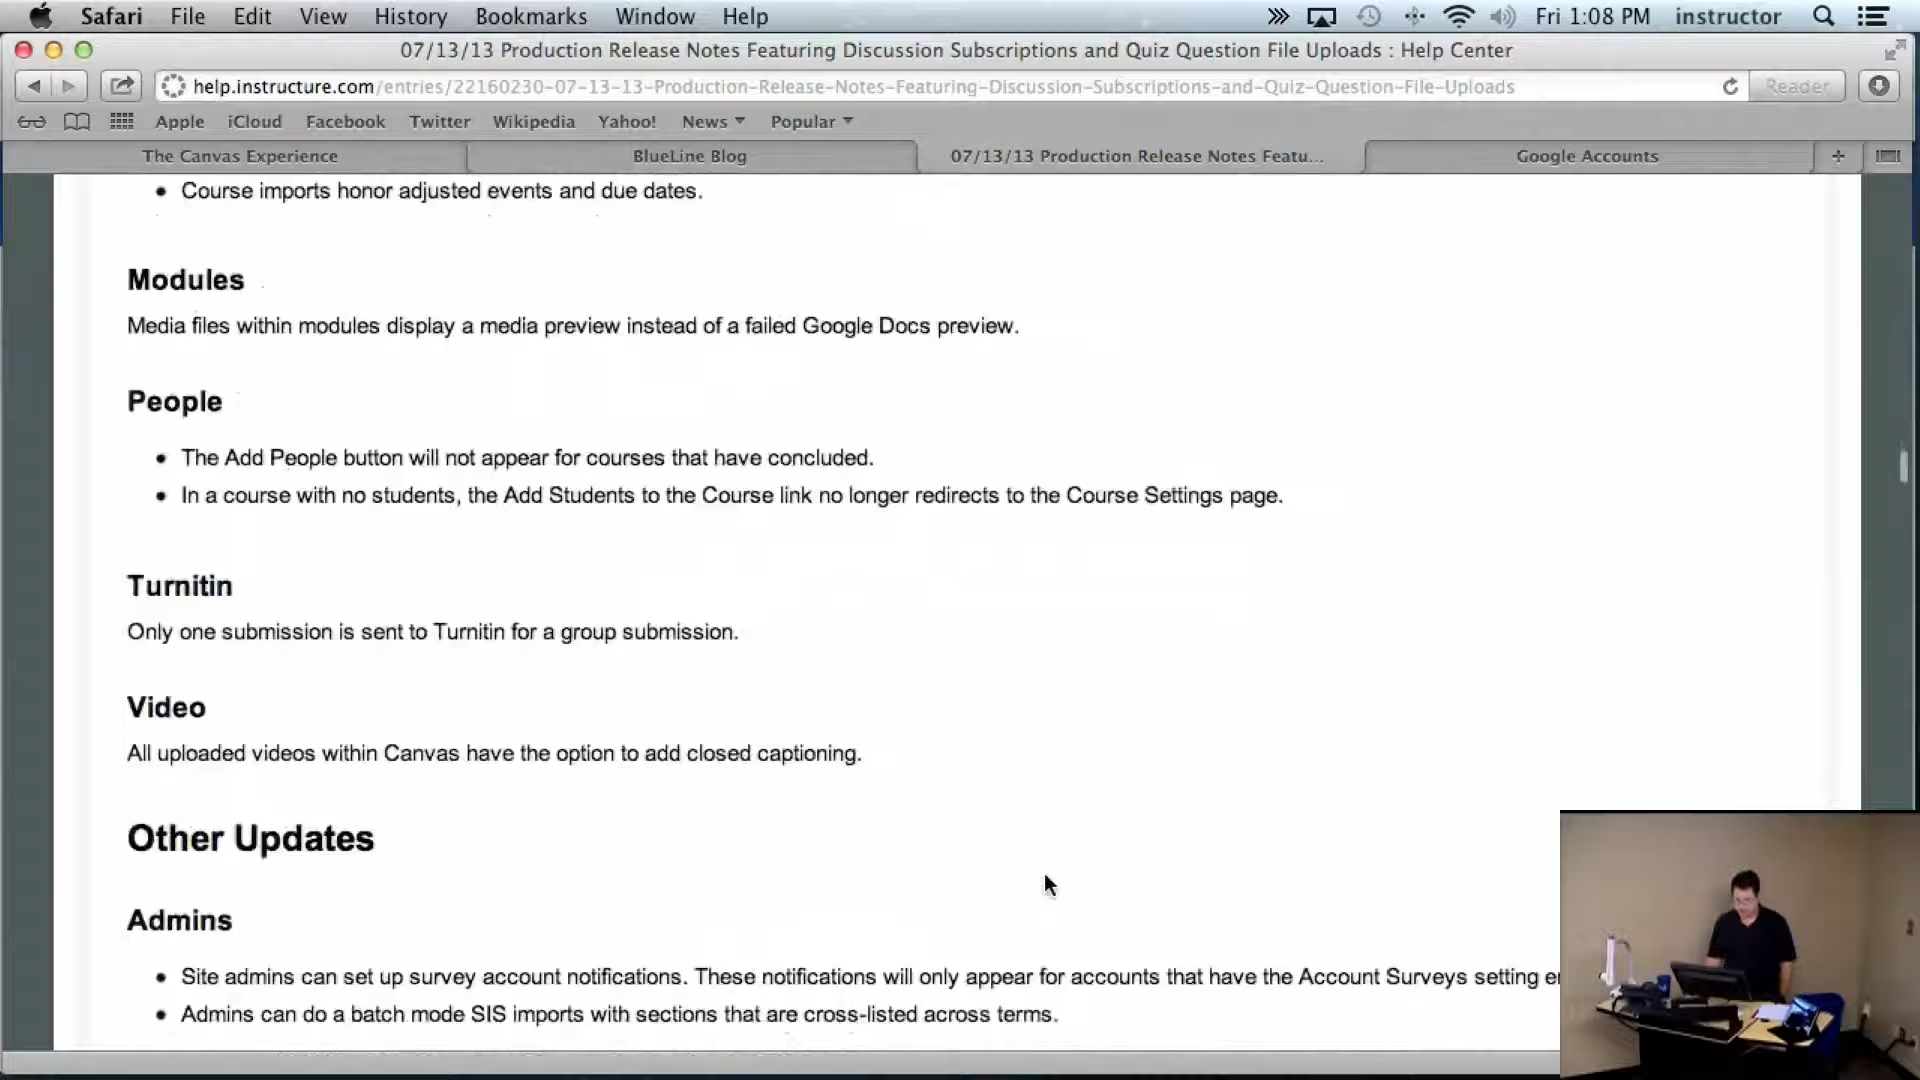 Safari File Edit View History Bookmarks Window Help Fri 1:08 PM instructor
07/13/13 Production Release Notes Featuring Discussion Subscriptions and Quiz Question File Uploads : Help Center
help.instructure.com/entries/22160230-07-13-13-Production-Release-Notes-Featuring-Discussion-Subscriptions-and-Quiz-Question-File-Uploads Reader
Apple iCloud Facebook Twitter Wikipedia Yahoo! News Popular
The Canvas Experience BlueLine Blog 07/13/13 Production Release Notes Featu... Google Accounts
• Course imports honor adjusted events and due dates.
Modules
Media files within modules display a media preview instead of a failed Google Docs preview.
People
• The Add People button will not appear for courses that have concluded.
• In a course with no students, the Add Students to the Course link no longer redirects to the Course Settings page.
Turnitin
Only one submission is sent to Turnitin for a group submission.
Video
All uploaded videos within Canvas have the option to add closed captioning.
Other Updates
Admins
• Site admins can set up survey account notifications. These notifications will only appear for accounts that have the Account Surveys setting
• Admins can do a batch mode SIS imports with sections that are cross-listed across terms.